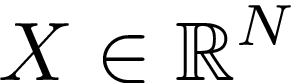 X ∈ ℝ^N